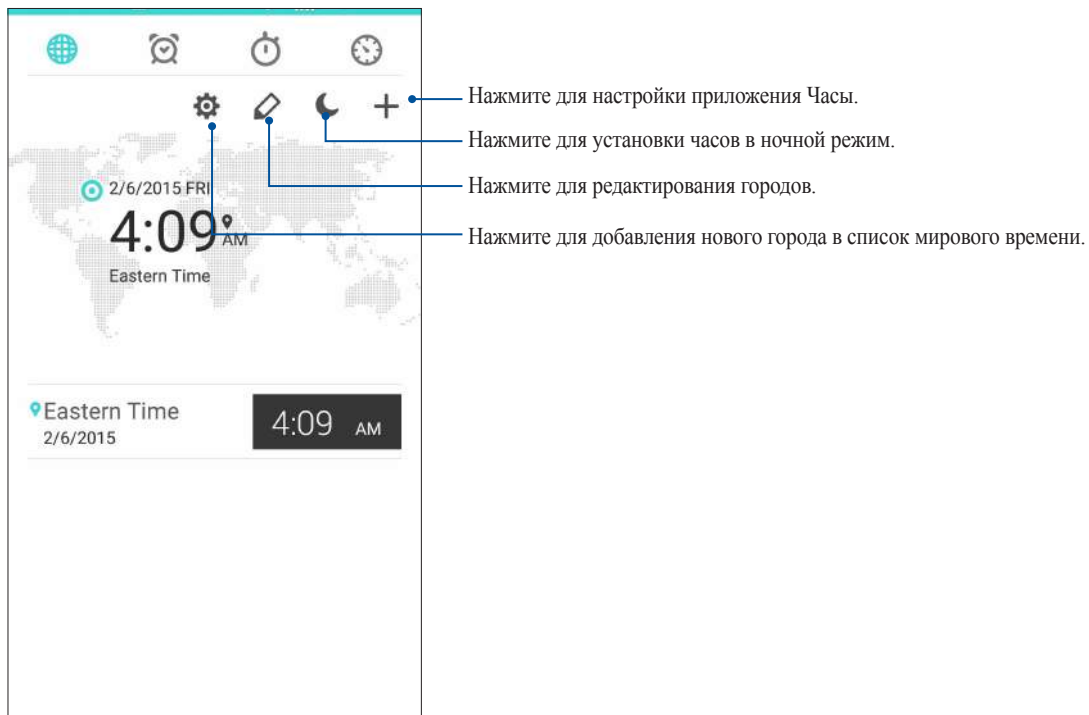 Нажмите для настройки приложения Часы.
Нажмите для установки часов в ночной режим.
Нажмите для редактирования городов.
Нажмите для добавления нового города в список мирового времени.
2/6/2015 FRI
4:09 AM
Eastern Time
Eastern Time
2/6/2015
4:09 AM